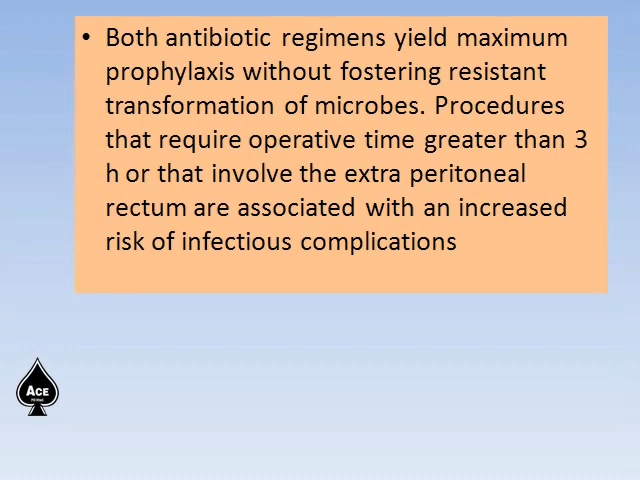 • Both antibiotic regimens yield maximum
prophylaxis without fostering resistant
transformation of microbes. Procedures
that require operative time greater than 3
h or that involve the extra peritoneal
rectum are associated with an increased
risk of infectious complications
ACE